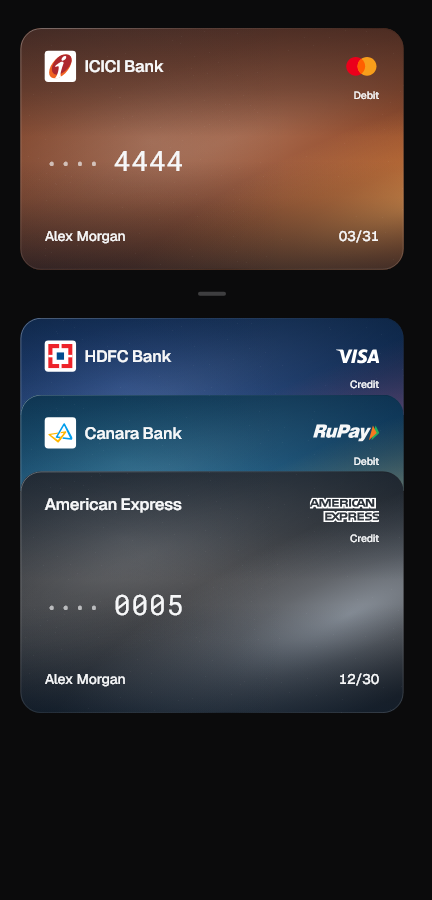 ICICI Bank
Debit
···· 4444
Alex Morgan 03/31
HDFC Bank VISA
Credit
Canara Bank RuPay
Debit
American Express AMERICAN
EXPRESS
Credit
···· 0005
Alex Morgan 12/30